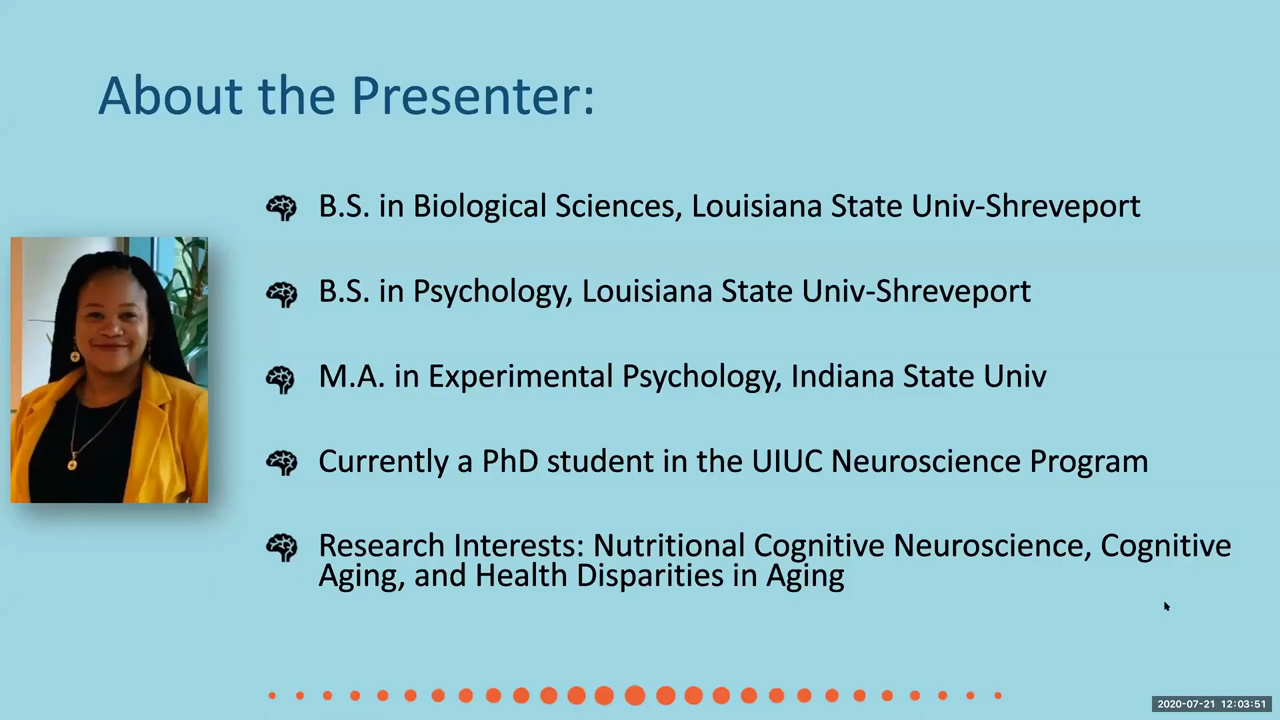 About the Presenter:
B.S. in Biological Sciences, Louisiana State Univ-Shreveport
B.S. in Psychology, Louisiana State Univ-Shreveport
M.A. in Experimental Psychology, Indiana State Univ
Currently a PhD student in the UIUC Neuroscience Program
Research Interests: Nutritional Cognitive Neuroscience, Cognitive
Aging, and Health Disparities in Aging
2020-07-21 12:03:51